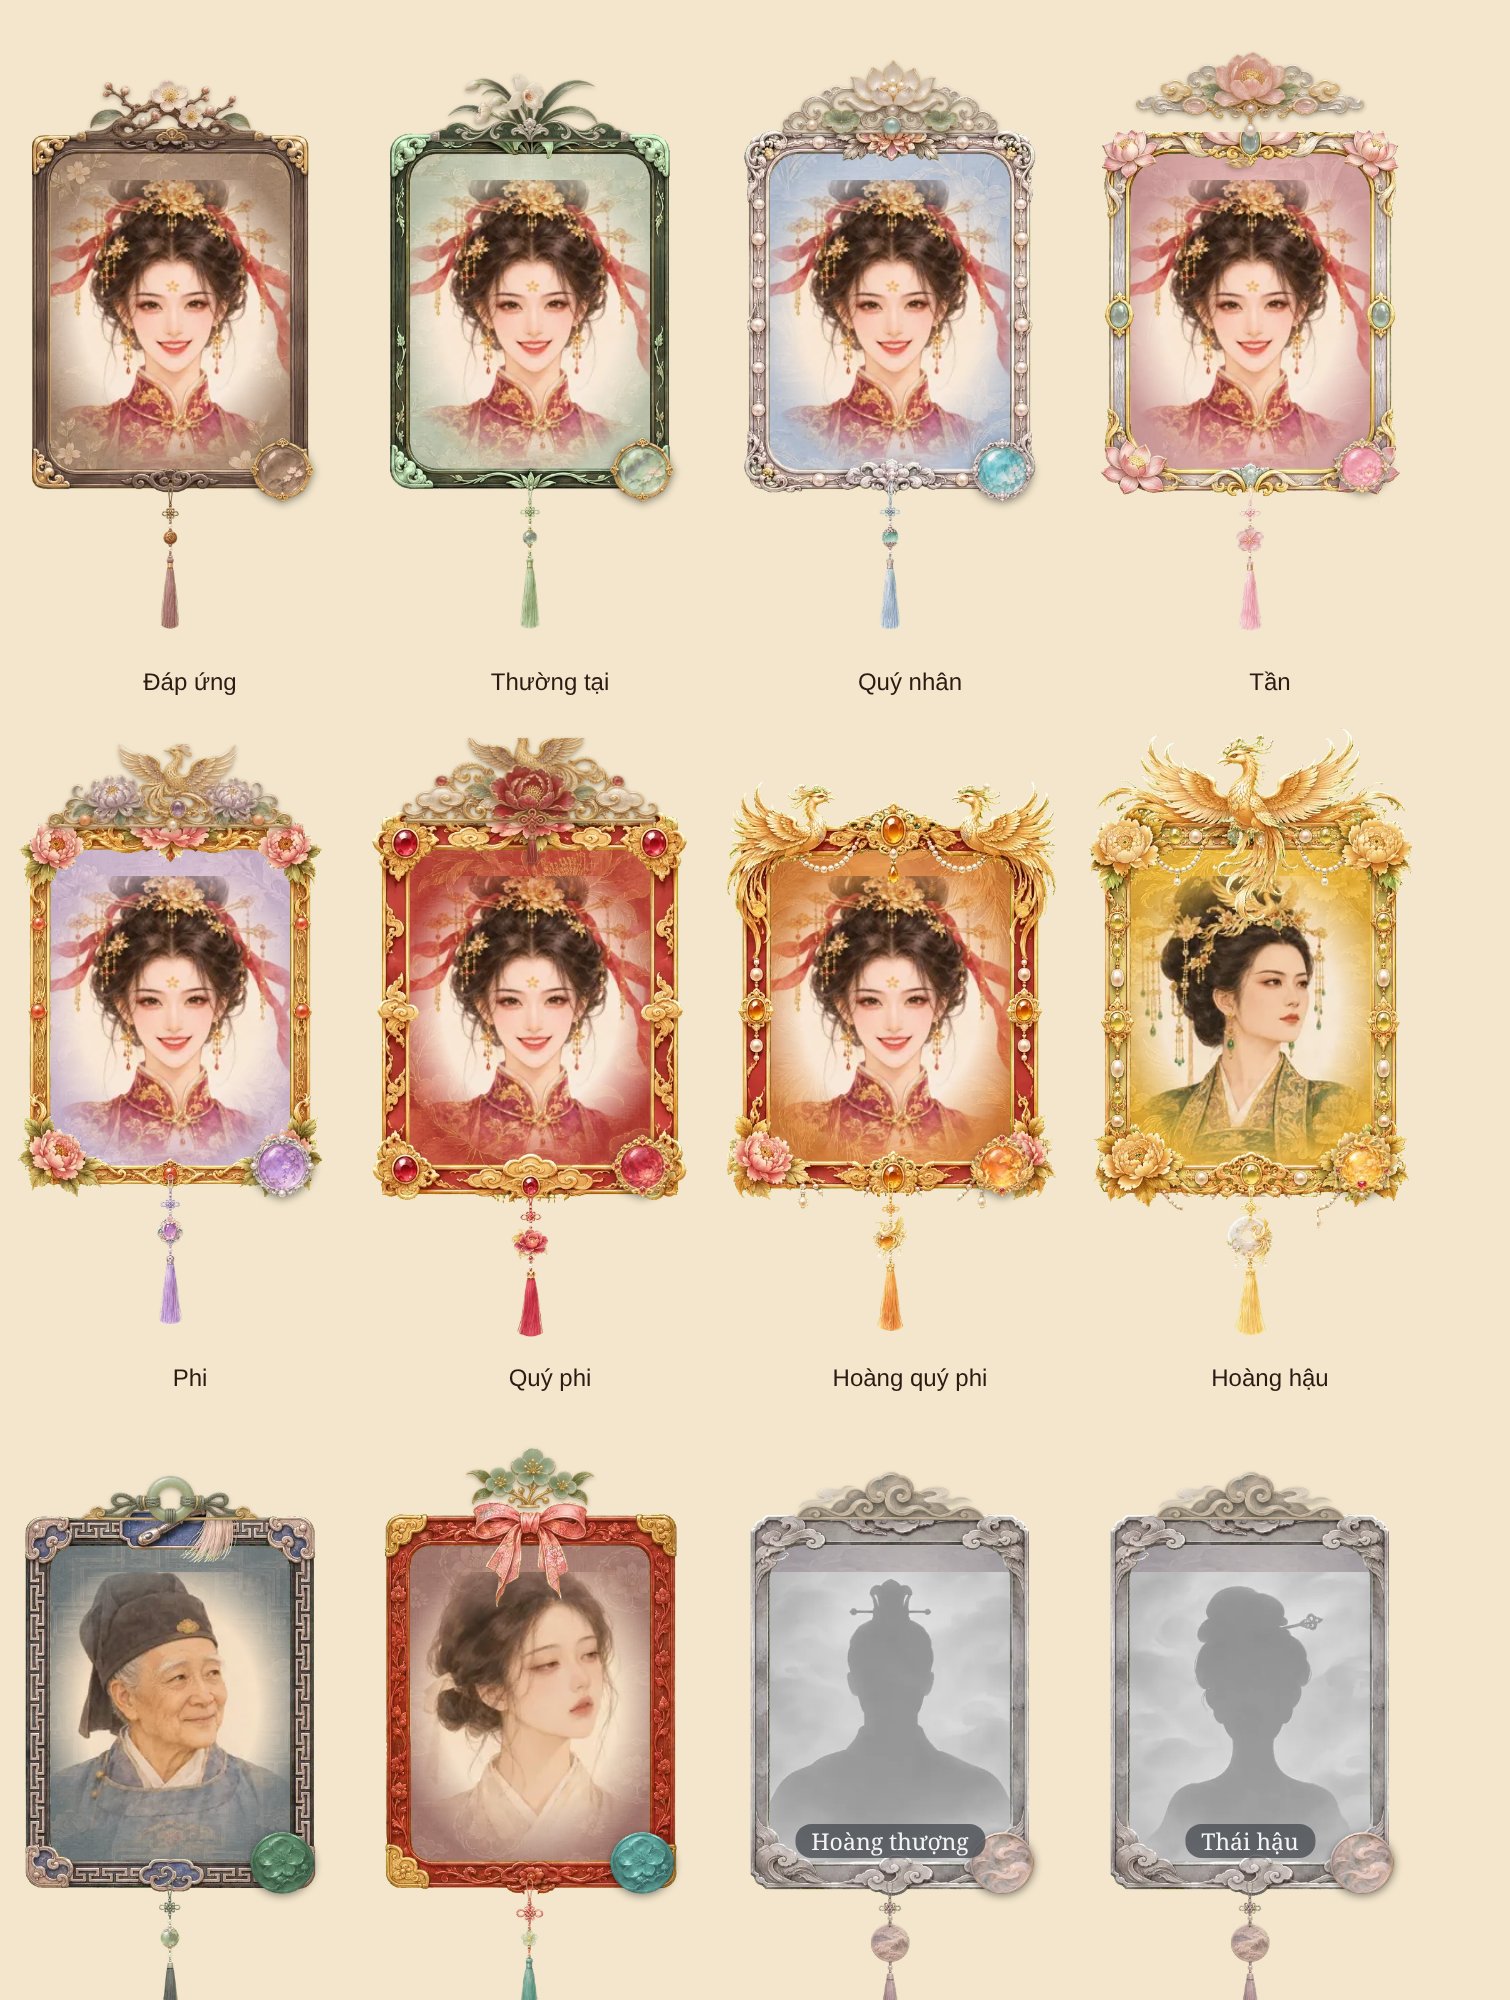 Đáp ứng
Thường tại
Quý nhân
Tần
Phi
Quý phi
Hoàng quý phi
Hoàng hậu
Hoàng thượng
Thái hậu